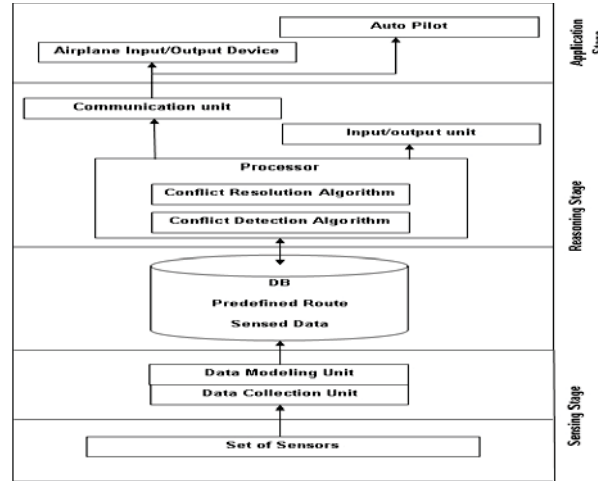 Auto Pilot
Airplane Input/Output Device
Application
Communication unit
Input/output unit
Processor
Conflict Resolution Algorithm
Conflict Detection Algorithm
Reasoning Stage
DB
Predefined Route
Sensed Data
Data Modeling Unit
Data Collection Unit
Sensing Stage
Set of Sensors